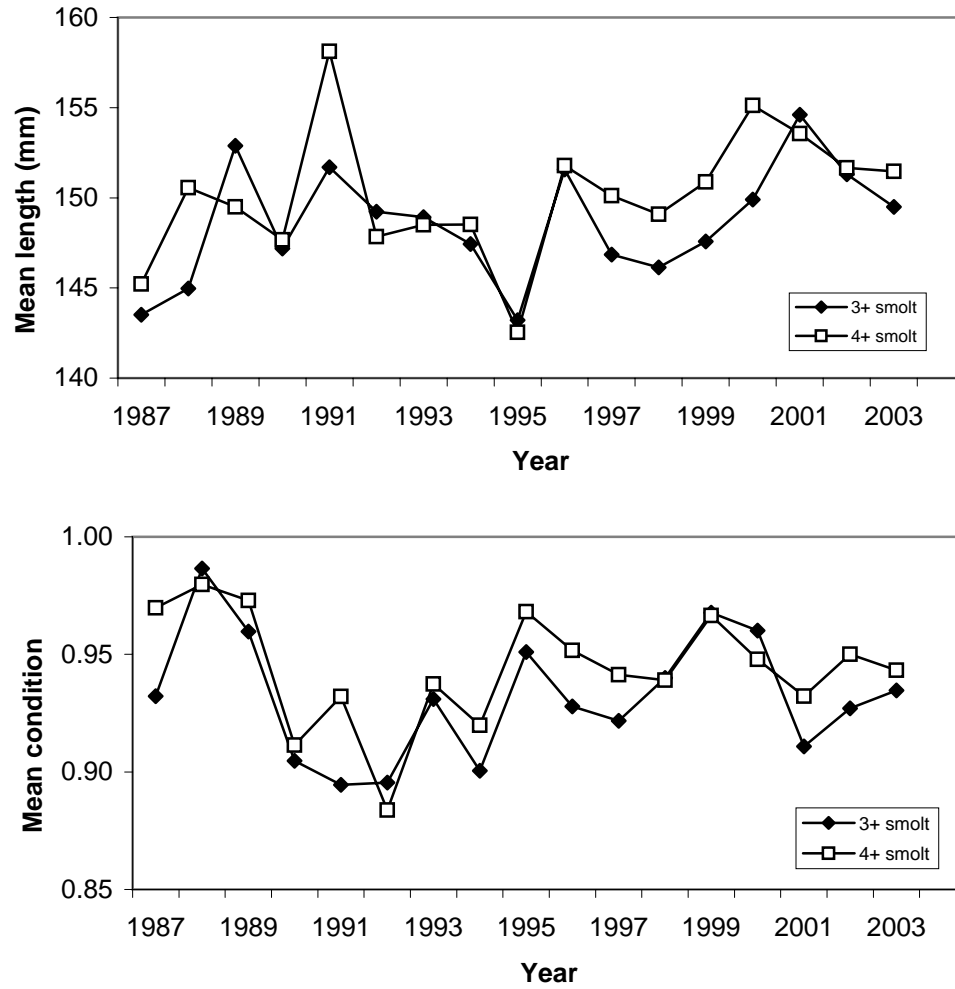 160
155
150
145
140
Mean length (mm)
3+ smolt
4+ smolt
1987 1989 1991 1993 1995 1997 1999 2001 2003
Year
1.00
0.95
0.90
0.85
Mean condition
3+ smolt
4+ smolt
1987 1989 1991 1993 1995 1997 1999 2001 2003
Year